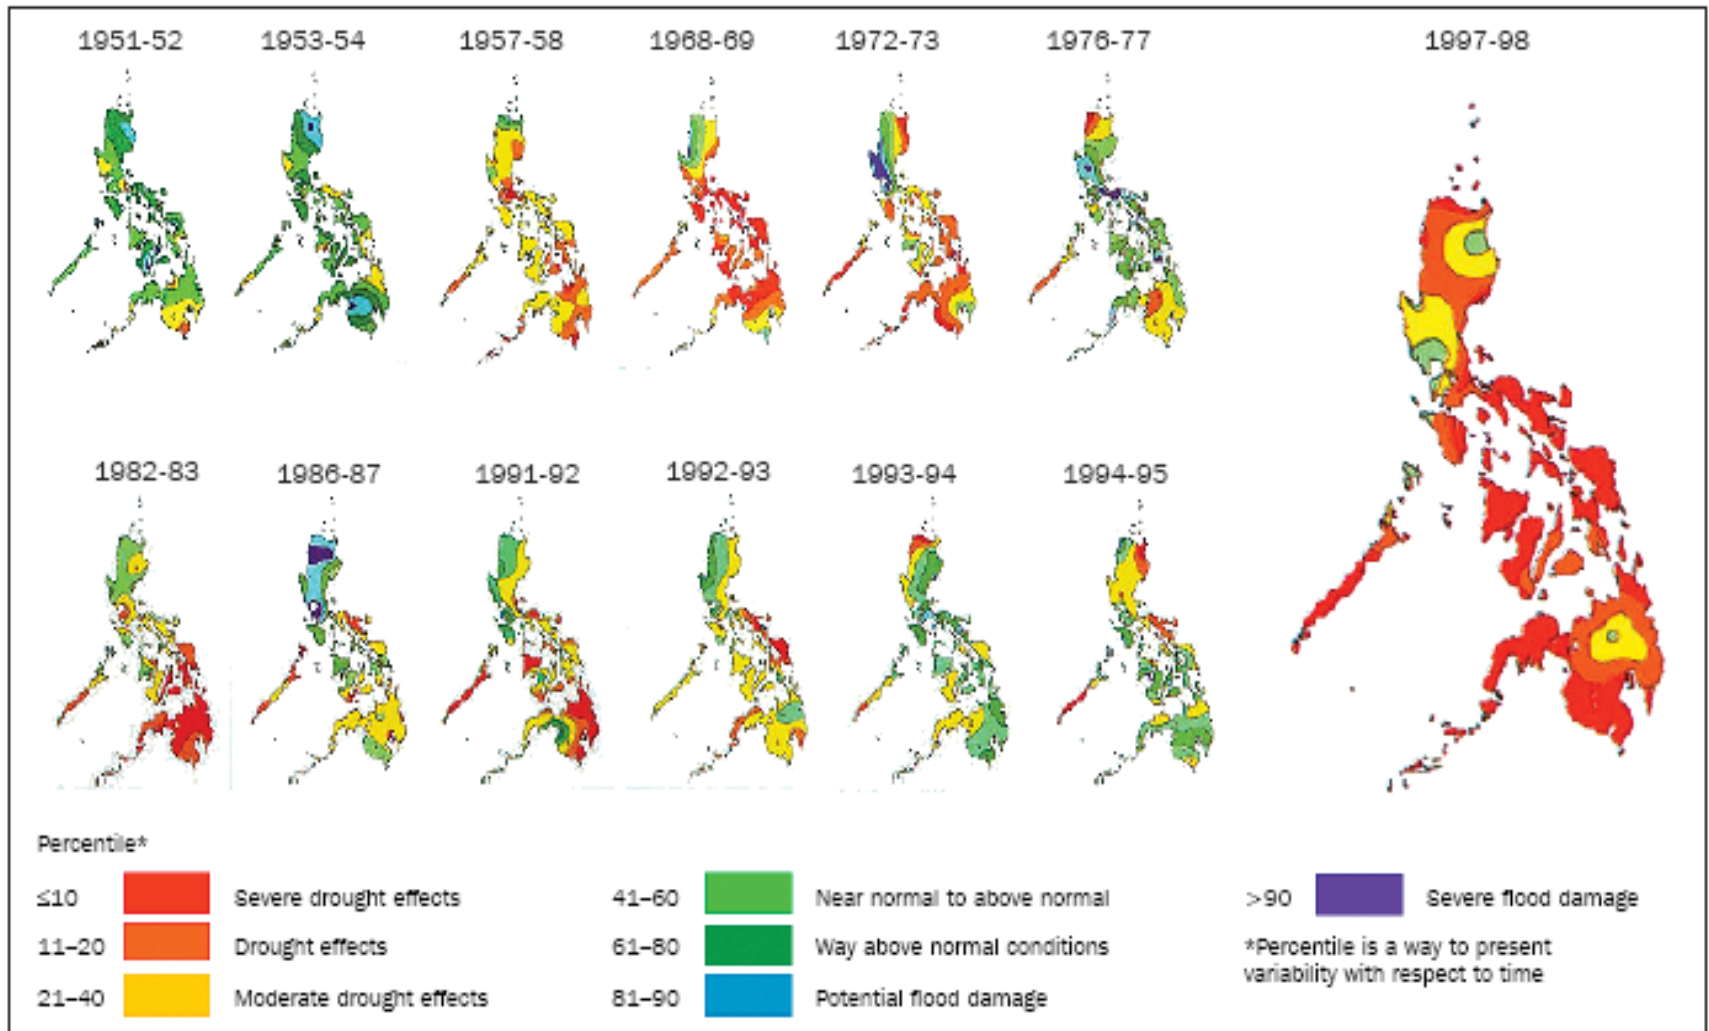 1951-52
1953-54
1957-58
1968-69
1972-73
1976-77
1997-98
1982-83
1986-87
1991-92
1992-93
1993-94
1994-95
Percentile*
≤10 Severe drought effects
11–20 Drought effects
21–40 Moderate drought effects
41–60 Near normal to above normal
61–80 Way above normal conditions
81–90 Potential flood damage
>90 Severe flood damage
*Percentile is a way to present
variability with respect to time